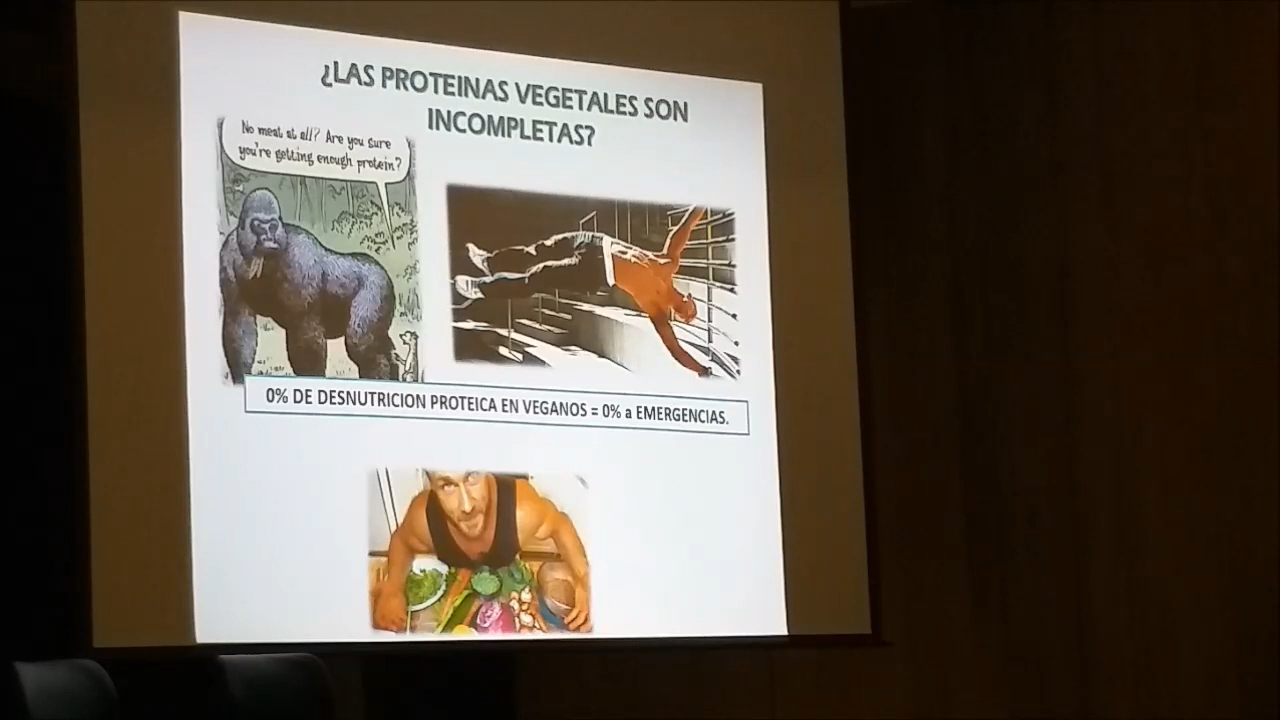 ¿LAS PROTEINAS VEGETALES SON
INCOMPLETAS?
No meat at all? Are you sure
you're getting enough protein?
0% DE DESNUTRICION PROTEICA EN VEGANOS = 0% a EMERGENCIAS.